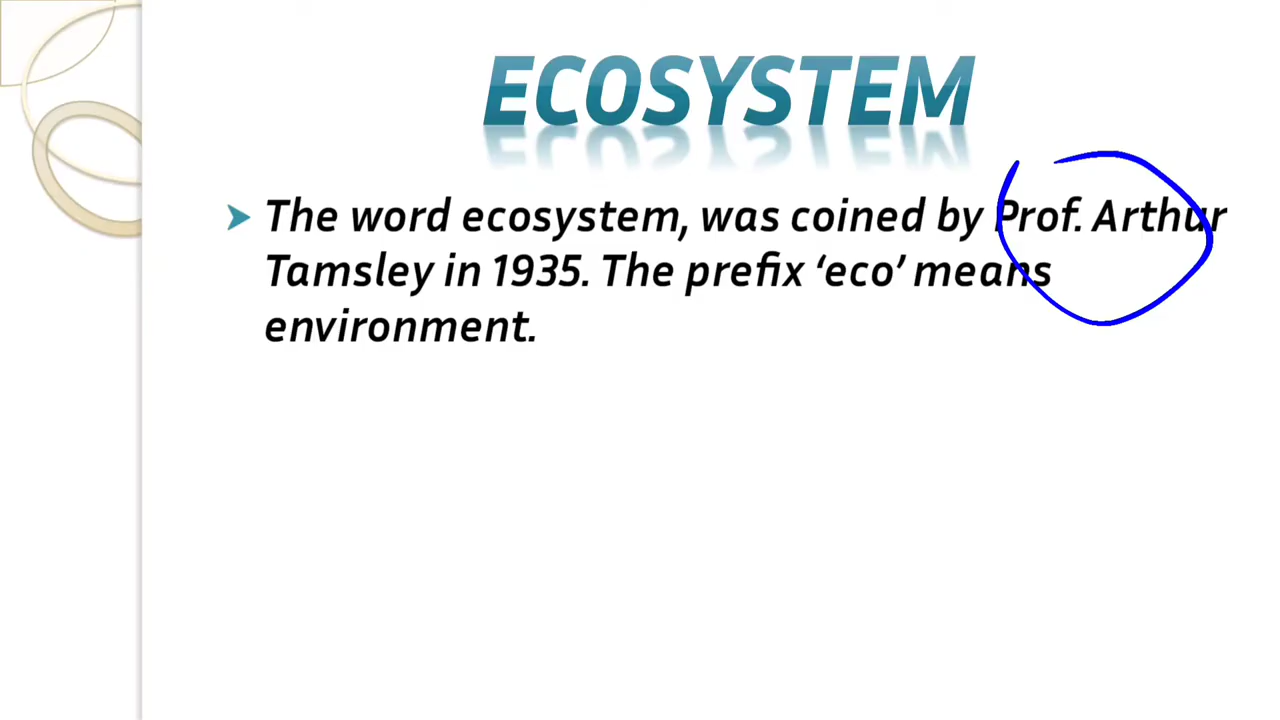 ECOSYSTEM
The word ecosystem, was coined by Prof. Arthur
Tamsley in 1935. The prefix ‘eco’ means
environment.